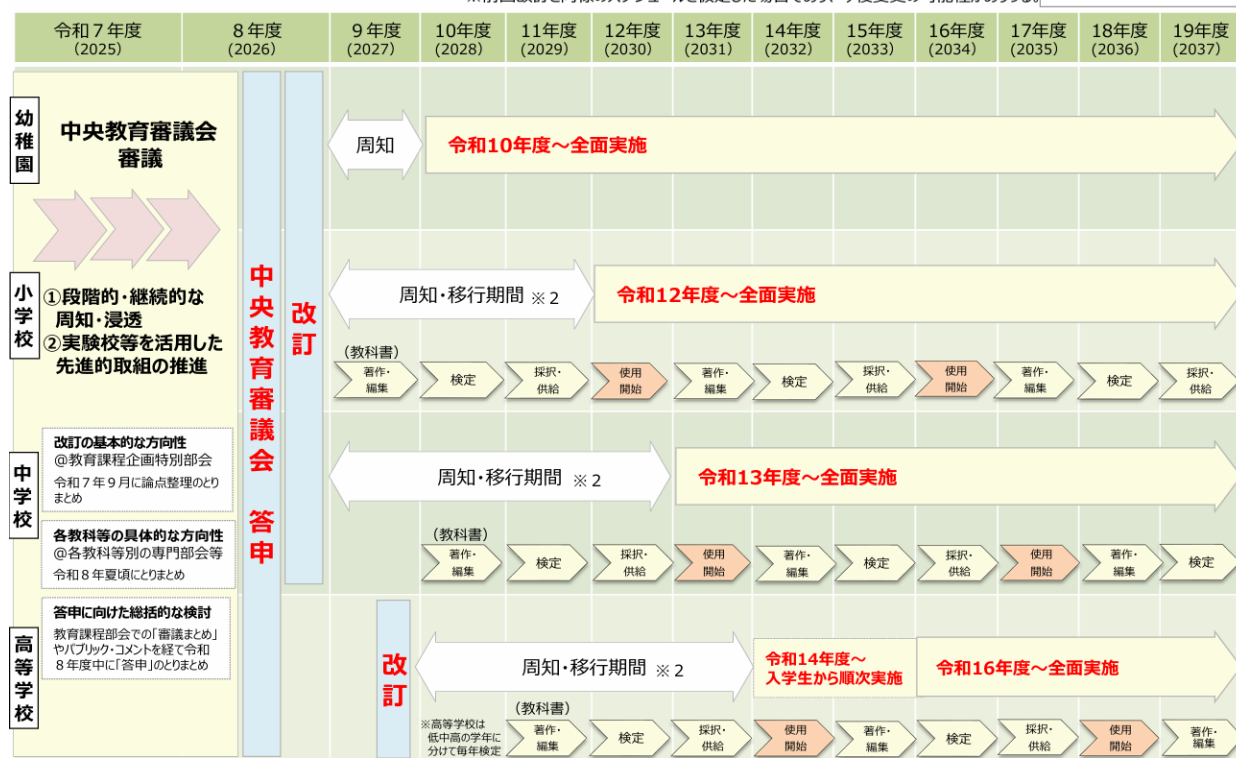 令和7年度
(2025)
8年度
(2026)
9年度
(2027)
10年度
(2028)
11年度
(2029)
12年度
(2030)
13年度
(2031)
14年度
(2032)
15年度
(2033)
16年度
(2034)
17年度
(2035)
18年度
(2036)
19年度
(2037)
幼稚園
中央教育審議会
審議
周知
令和10年度～全面実施
小学校
①段階的・継続的な
周知・浸透
②実験校等を活用した
先進的取組の推進
中央教育審議会 答申
改訂
周知・移行期間 ※2
令和12年度～全面実施
(教科書)
著作・
編集
検定
採択・
供給
使用
開始
著作・
編集
検定
採択・
供給
使用
開始
著作・
編集
検定
採択・
供給
中学校
改訂の基本的な方向性
@教育課程企画特別部会
令和7年9月に論点整理のとり
まとめ
各教科等の具体的な方向性
@各教科等別の専門部会等
令和8年夏頃にとりまとめ
周知・移行期間 ※2
令和13年度～全面実施
(教科書)
著作・
編集
検定
採択・
供給
使用
開始
著作・
編集
検定
採択・
供給
使用
開始
著作・
編集
検定
高等学校
答申に向けた総括的な検討
教育課程部会での「審議まとめ」
やパブリック・コメントを経て令和
8年度中に「答申」のとりまとめ
改訂
周知・移行期間 ※2
令和14年度～
入学生から順次実施
令和16年度～全面実施
※高等学校は
低中高の学年に
分けて毎年検定
(教科書)
著作・
編集
検定
採択・
供給
使用
開始
著作・
編集
検定
採択・
供給
使用
開始
著作・
編集